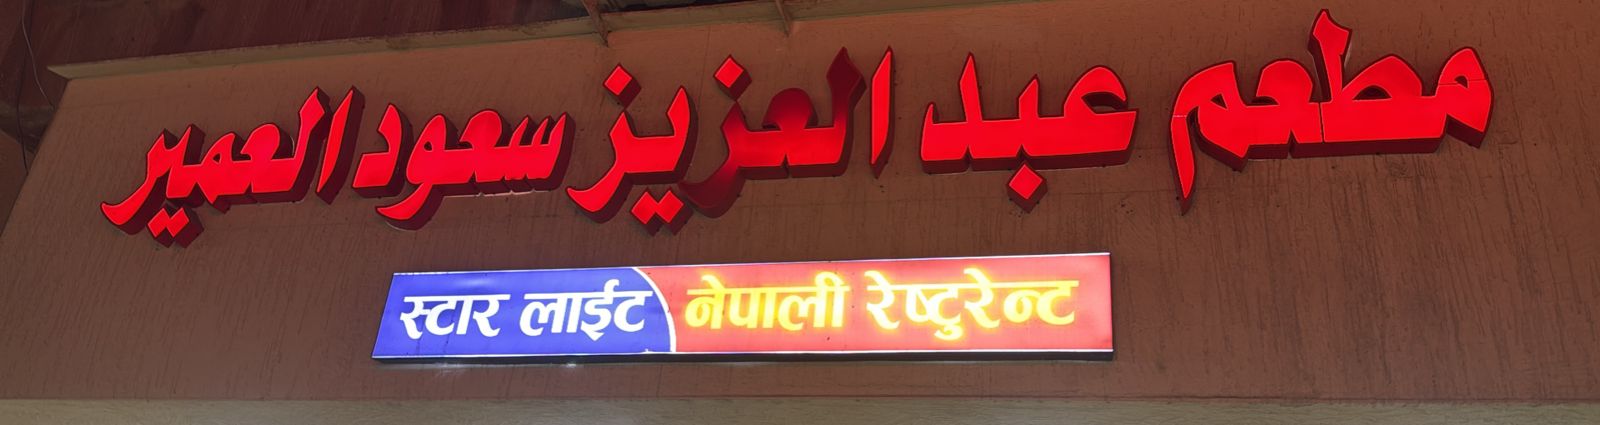 مطعم عبد العزيز سعود العمير
स्टार लाईट नेपाली रेष्टुरेन्ट